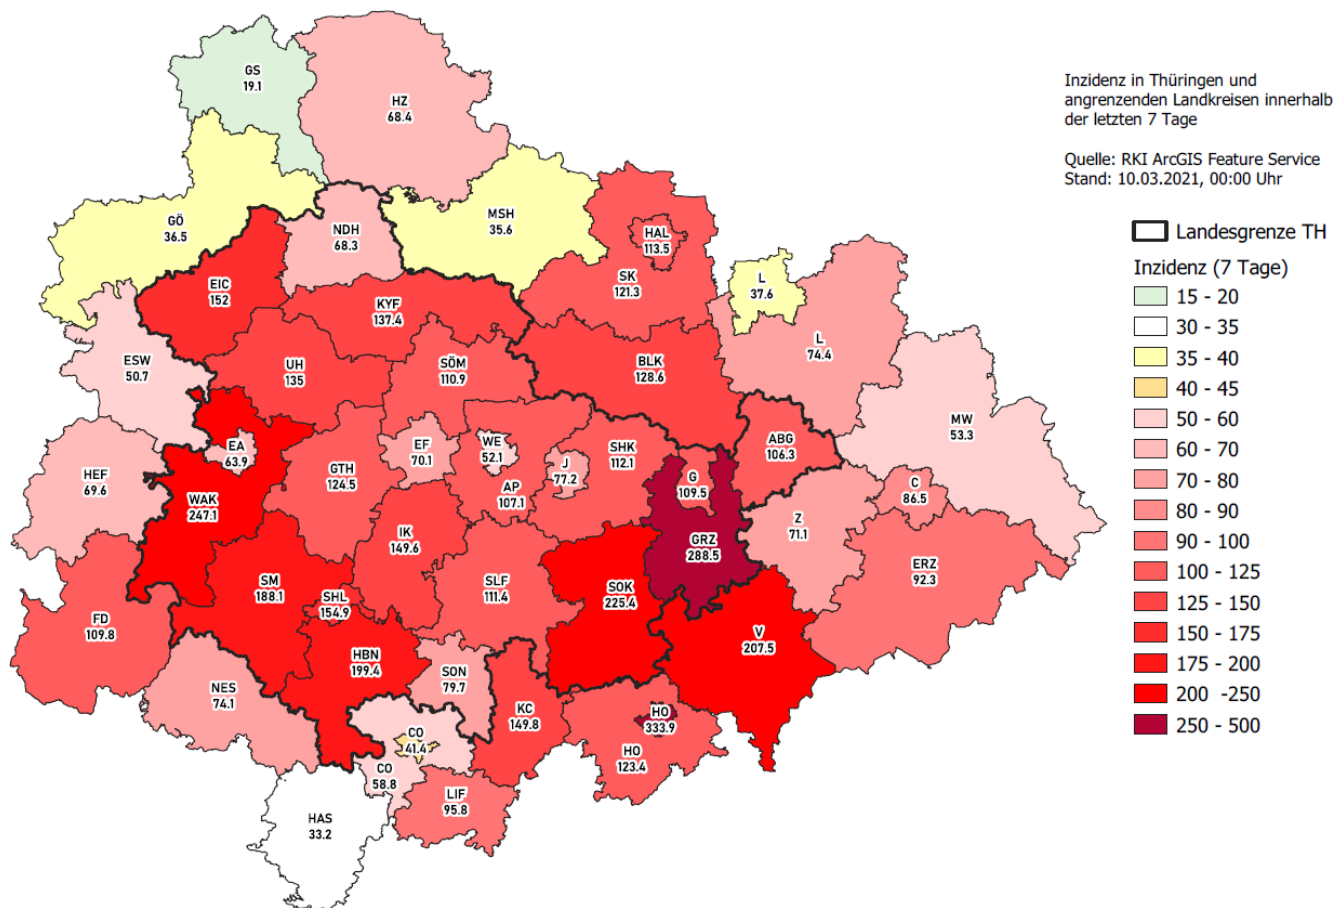 Inzidenz in Thüringen und
angrenzenden Landkreisen innerhalb
der letzten 7 Tage
Quelle: RKI ArcGIS Feature Service
Stand: 10.03.2021, 00:00 Uhr
Landesgrenze TH
Inzidenz (7 Tage)
15 - 20
30 - 35
35 - 40
40 - 45
50 - 60
60 - 70
70 - 80
80 - 90
90 - 100
100 - 125
125 - 150
150 - 175
175 - 200
200 -250
250 - 500
GS
19.1
HZ
68.4
GÖ
36.5
NDH
68.3
MSH
35.6
HAL
113.5
SK
121.3
L
37.6
EIC
152
KYF
137.4
L
74.4
ESW
50.7
UH
135
SÖM
110.9
BLK
128.6
MW
53.3
EA
63.9
EF
70.1
WE
52.1
J
77.2
SHK
112.1
ABG
106.3
HEF
69.6
GTH
124.5
G
109.5
C
86.5
WAK
247.1
AP
107.1
Z
71.1
IK
149.6
GRZ
288.5
ERZ
92.3
SM
188.1
SHL
154.9
SLF
111.4
SOK
225.4
FD
109.8
V
207.5
HBN
199.4
SON
79.7
NES
74.1
KC
149.8
HO
333.9
CO
41.4
HO
123.4
CO
58.8
LIF
95.8
HAS
33.2